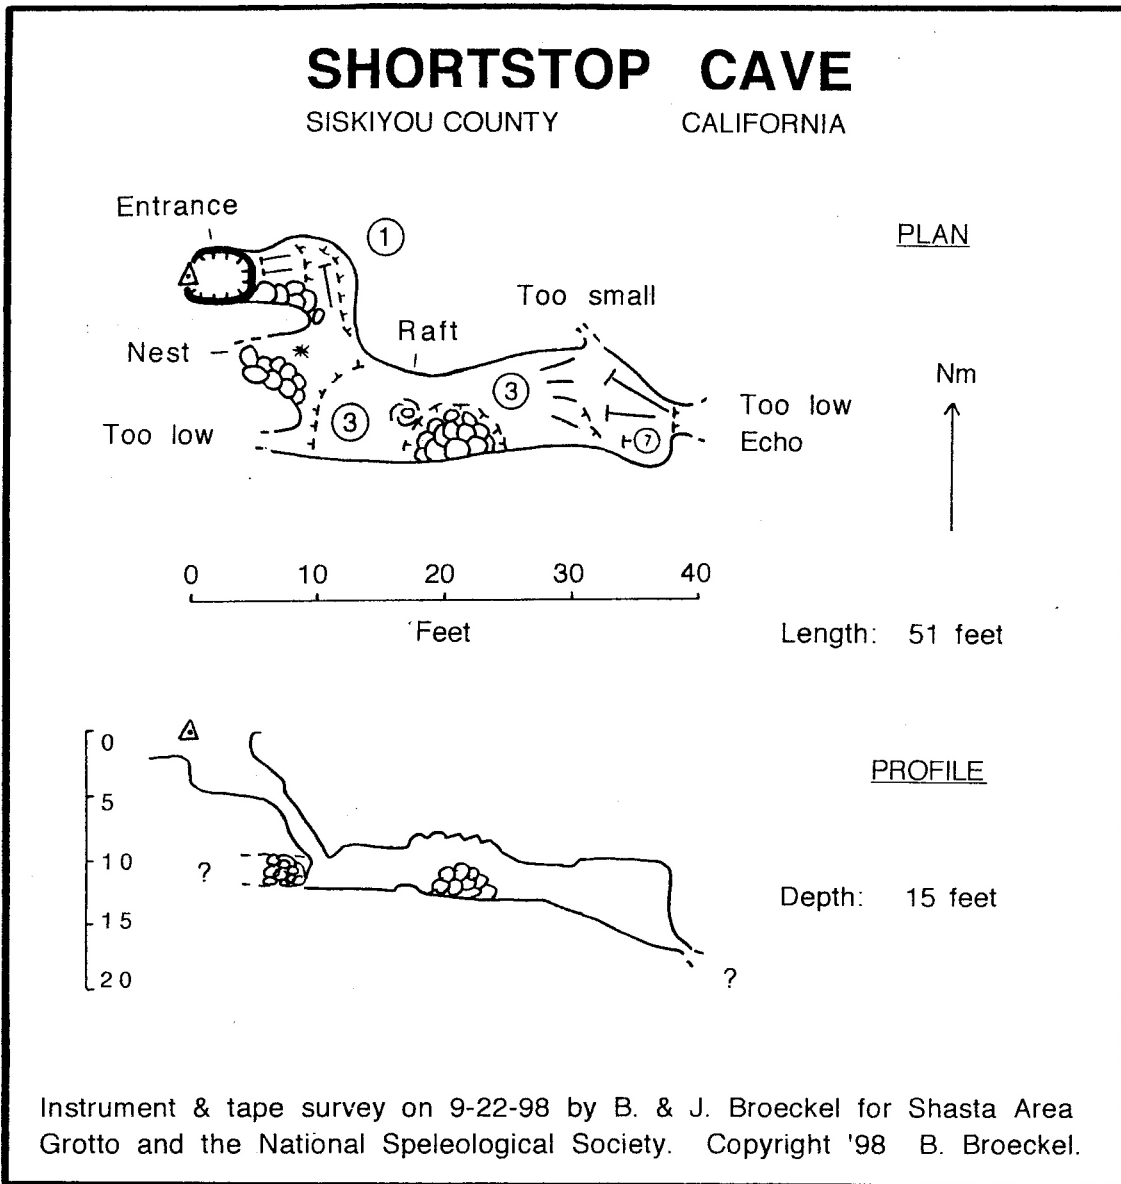 SHORTSTOP CAVE
SISKIYOU COUNTY CALIFORNIA
Entrance
1
PLAN
Too small
Raft
Nest
Nm
3
3
Too low
Too low
7
Echo
0 10 20 30 40
Feet
Length: 51 feet
0
PROFILE
5
10
?
Depth: 15 feet
15
20
?
Instrument & tape survey on 9-22-98 by B. & J. Broeckel for Shasta Area
Grotto and the National Speleological Society. Copyright '98 B. Broeckel.